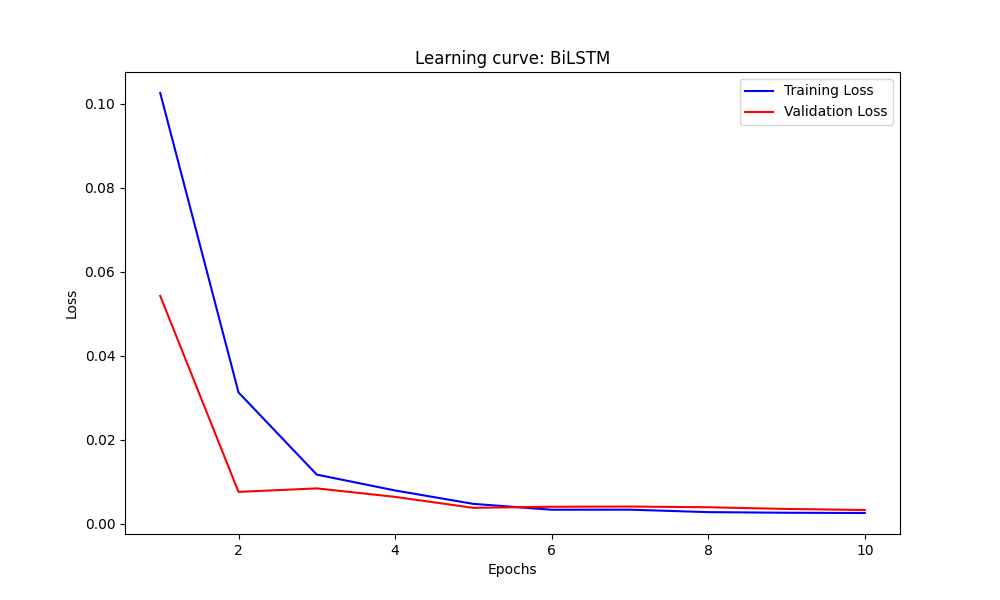 Learning curve: BiLSTM
Training Loss
Validation Loss
0.10
0.08
0.06
0.04
0.02
0.00
Loss
2
4
6
8
10
Epochs